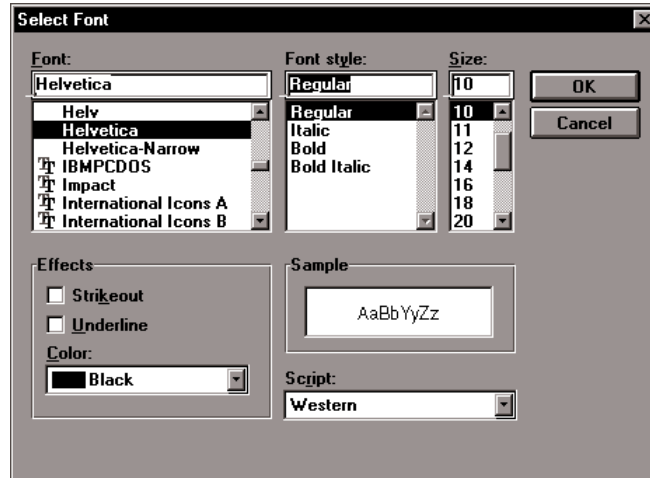 Select Font
Font:
Helvetica
Helv
Helvetica
Helvetica-Narrow
IBMPCDOS
Impact
International Icons A
International Icons B
Font style:
Regular
Regular
Italic
Bold
Bold Italic
Size:
10
10
11
12
14
16
18
20
OK
Cancel
Effects
Strikeout
Underline
Color:
Black
Sample
AaBbYyZz
Script:
Western